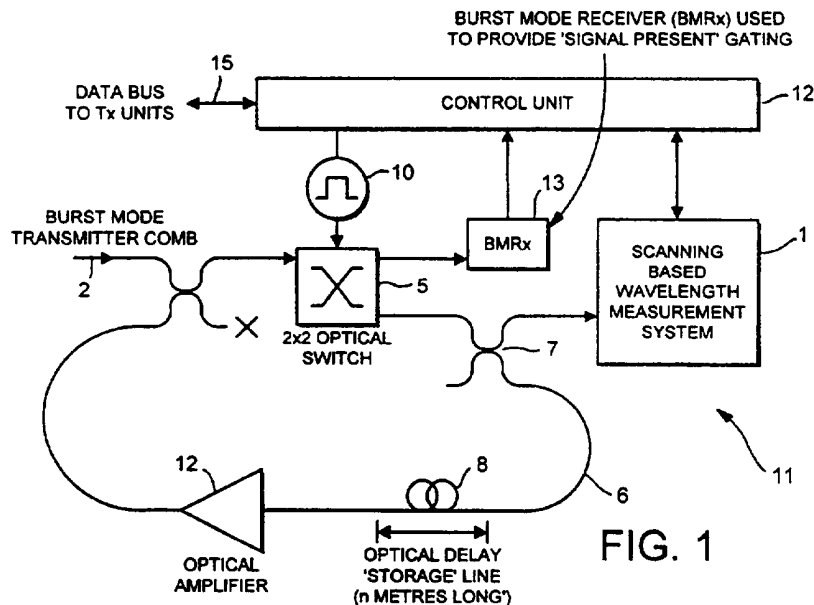 BURST MODE RECEIVER (BMRx) USED
TO PROVIDE 'SIGNAL PRESENT' GATING
15
DATA BUS
TO Tx UNITS
CONTROL UNIT
12
10
13
BURST MODE
TRANSMITTER COMB
2
BMRx
1
SCANNING
BASED
WAVELENGTH
MEASUREMENT
SYSTEM
5
2x2 OPTICAL
SWITCH
7
12
8
6
11
OPTICAL
AMPLIFIER
OPTICAL DELAY
'STORAGE' LINE
(n METRES LONG')
FIG. 1